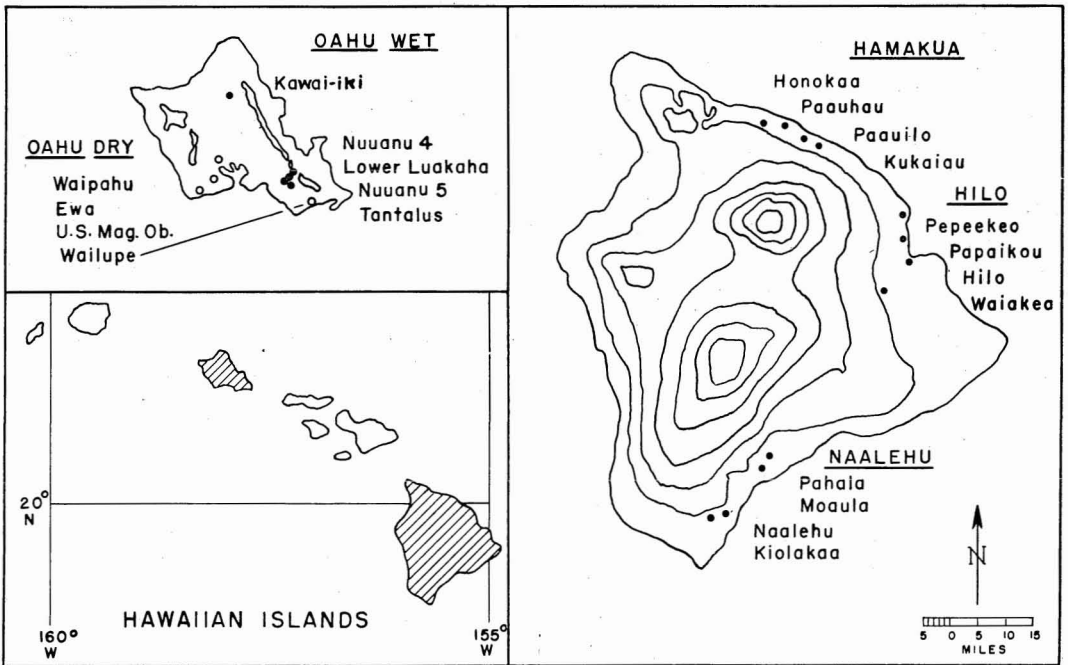 OAHU WET
Kawai-iki
OAHU DRY
Waipahu
Ewa
U.S. Mag. Ob.
Wailupe
Nuuanu 4
Lower Luakaha
Nuuanu 5
Tantalus
20°
N
HAWAIIAN ISLANDS
160°
W
155°
W
HAMAKUA
Honokaa
Paauhau
Paauilo
Kukaiau
HILO
Pepeekeo
Papaikou
Hilo
Waiakea
NAALEHU
Pahala
Moaula
Naalehu
Kiolakaa
N
5 0 5 10 15
MILES